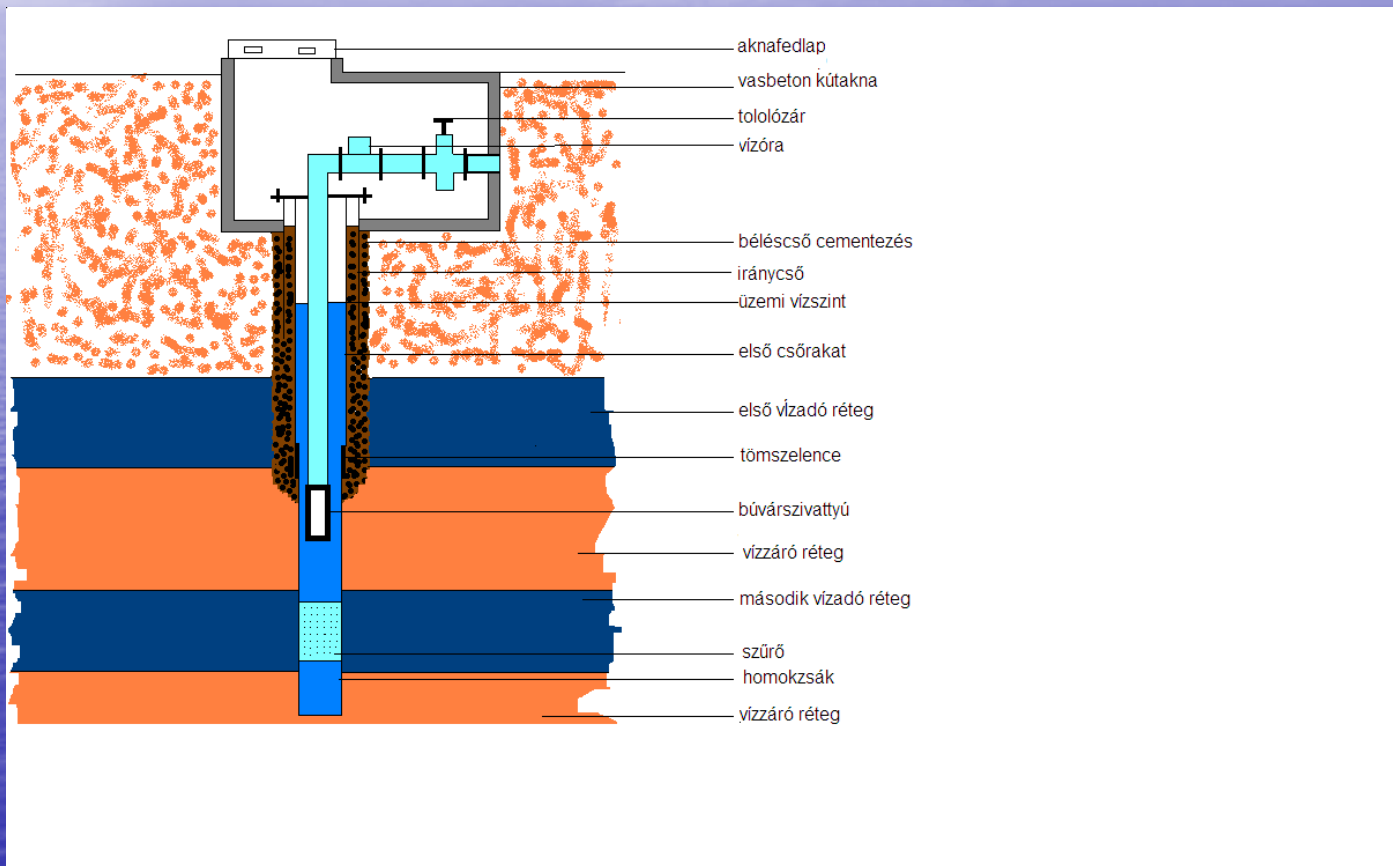 aknafedlap
vasbeton kútakna
tololózár
vízóra
béléscső cementezés
iránycső
üzemi vízszint
első csőrakat
első vÍzadó réteg
tömszelence
búvárszivattyú
vízzáró réteg
második vízadó réteg
szűrő
homokzsák
vízzáró réteg